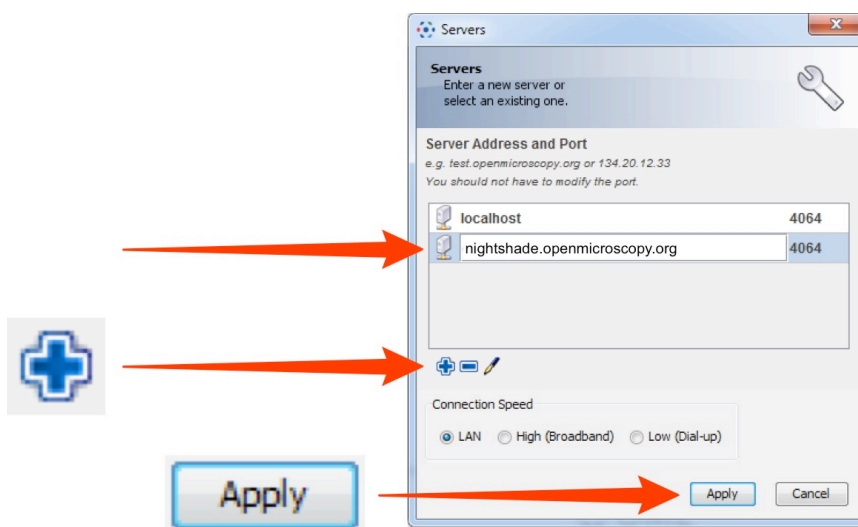 Servers
Servers
Enter a new server or
select an existing one.
Server Address and Port
e.g. test.openmicroscopy.org or 134.20.12.33
You should not have to modify the port.
localhost 4064
nightshade.openmicroscopy.org 4064
Connection Speed
LAN High (Broadband) Low (Dial-up)
Apply
Apply Cancel